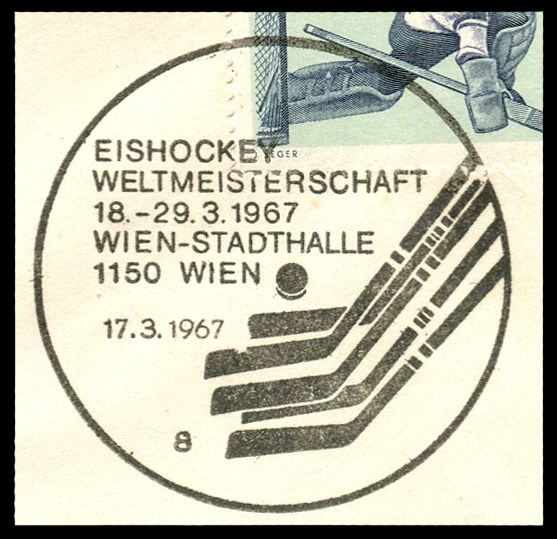 EISHOCKEY
WELTMEISTERSCHAFT
18.-29.3.1967
WIEN-STADTHALLE
1150 WIEN
17.3.1967
8